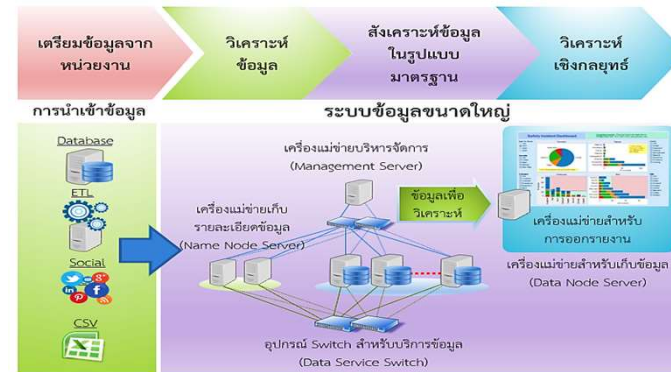 เตรียมข้อมูลจาก
หน่วยงาน
วิเคราะห์
ข้อมูล
สังเคราะห์ข้อมูล
ในรูปแบบ
มาตรฐาน
วิเคราะห์
เชิงกลยุทธ์
การนำเข้าข้อมูล
ระบบข้อมูลขนาดใหญ่
Database
ETL
Social
CSV
เครื่องแม่ข่ายบริหารจัดการ
(Management Server)
เครื่องแม่ข่ายเก็บ
รายละเอียดข้อมูล
(Name Node Server)
ข้อมูลเพื่อ
วิเคราะห์
เครื่องแม่ข่ายสำหรับ
การออกรายงาน
เครื่องแม่ข่ายสำหรับเก็บข้อมูล
(Data Node Server)
อุปกรณ์ Switch สำหรับบริการข้อมูล
(Data Service Switch)